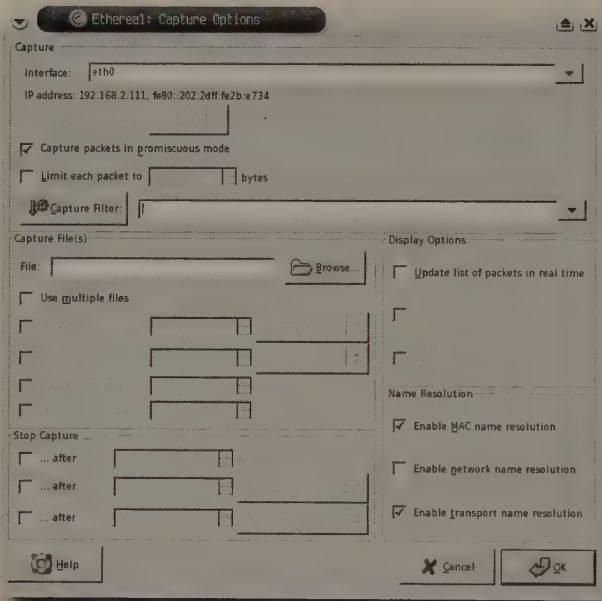 Ethereal: Capture Options
Capture
Interface: eth0
IP address: 192.168.2.111, fe80::202:2dff:fe2b:e734
Capture packets in promiscuous mode
Limit each packet to bytes
Capture Filter:
Capture File(s)
File: Browse...
Use multiple files
Stop Capture ...
... after
... after
... after
Display Options
Update list of packets in real time
Name Resolution
Enable MAC name resolution
Enable network name resolution
Enable transport name resolution
Help
Cancel
OK